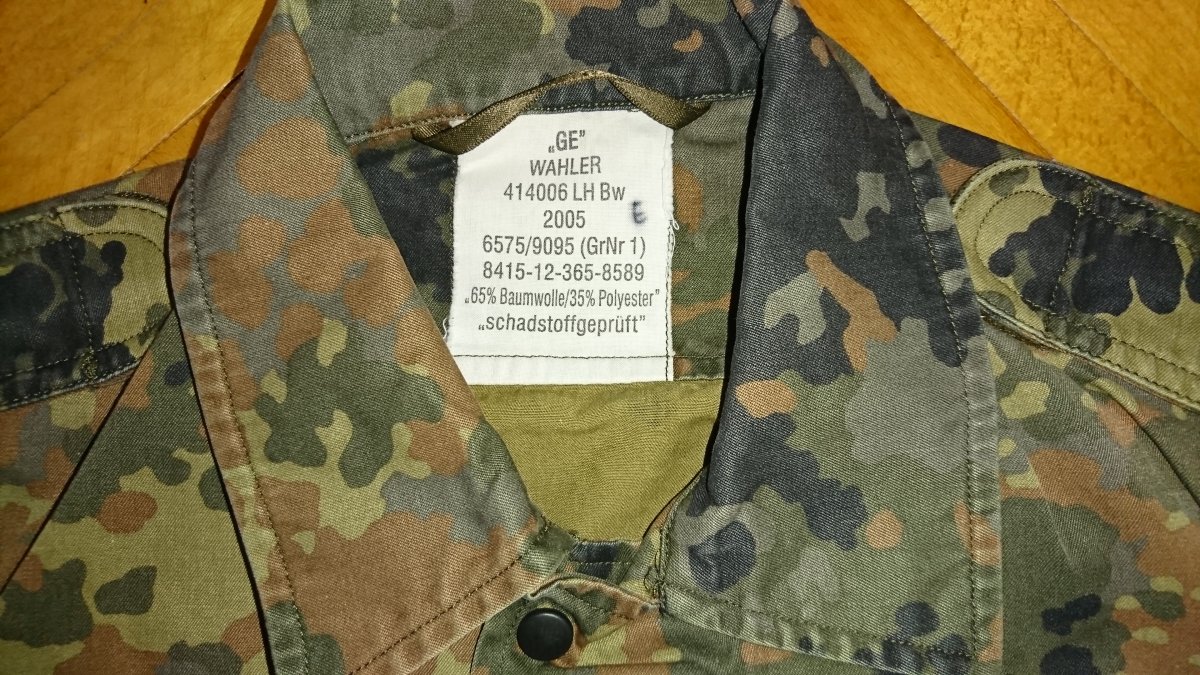 „GE”
WAHLER
414006 LH Bw
2005 E
6575/9095 (GrNr 1)
8415-12-365-8589
„65% Baumwolle/35% Polyester”
„schadstoffgeprüft”